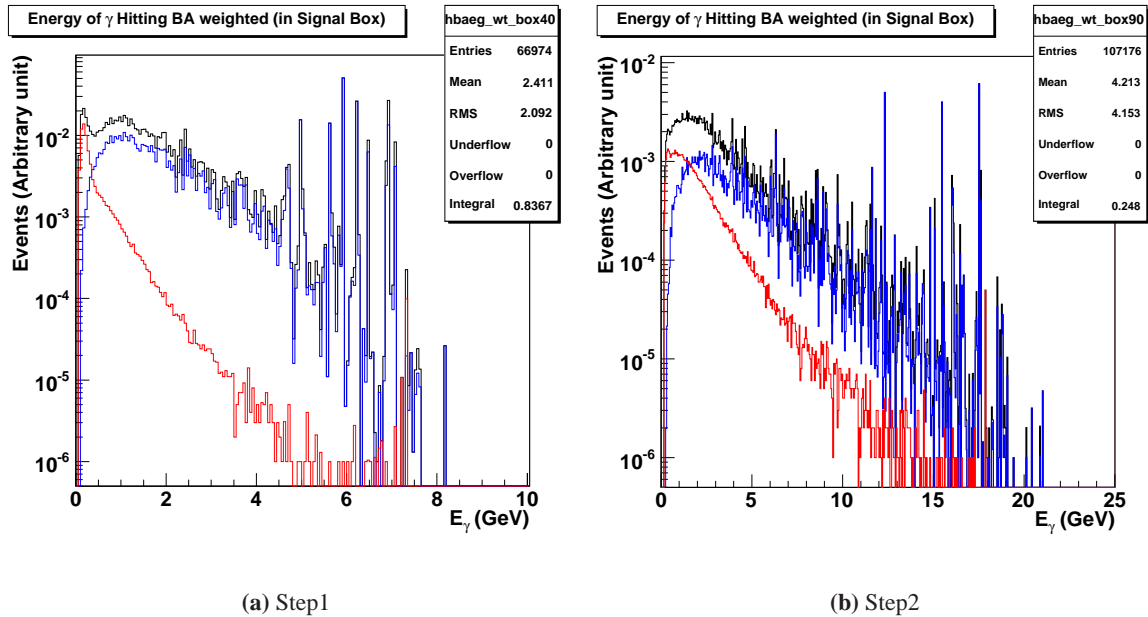 Energy of γ Hitting BA weighted (in Signal Box)
hbaeg_wt_box40
Entries 66974
Mean 2.411
RMS 2.092
Underflow 0
Overflow 0
Integral 0.8367
Events (Arbitrary unit)
10^-2
10^-3
10^-4
10^-5
10^-6
0 2 4 6 8 10
E_γ (GeV)
(a) Step1
Energy of γ Hitting BA weighted (in Signal Box)
hbaeg_wt_box90
Entries 107176
Mean 4.213
RMS 4.153
Underflow 0
Overflow 0
Integral 0.248
Events (Arbitrary unit)
10^-2
10^-3
10^-4
10^-5
10^-6
0 5 10 15 20 25
E_γ (GeV)
(b) Step2